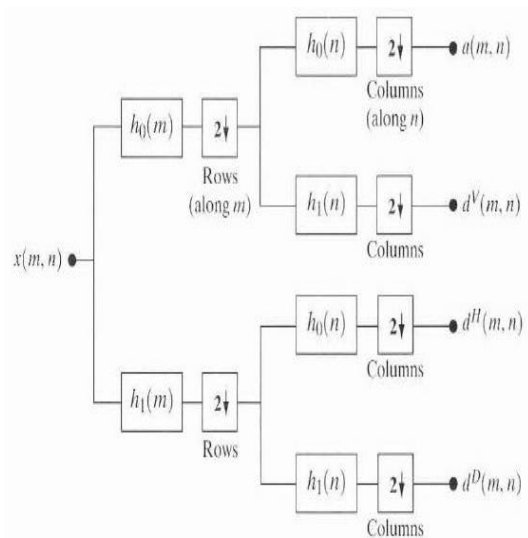 h₀(n) 2↓ a(m, n)
Columns
(along n)
h₀(m) 2↓
Rows
(along m)
h₁(n) 2↓ dⱽ(m, n)
Columns
x(m, n)
h₀(n) 2↓ dᴴ(m, n)
Columns
h₁(m) 2↓
Rows
h₁(n) 2↓ dᴰ(m, n)
Columns